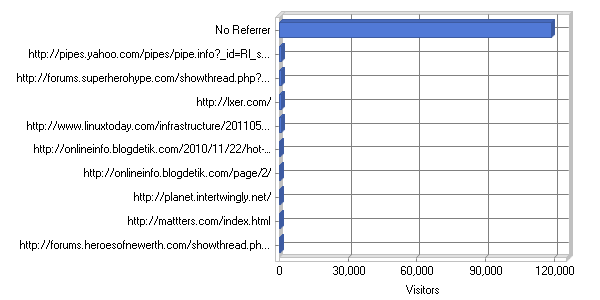 No Referrer
http://pipes.yahoo.com/pipes/pipe.info?_id=RI_s...
http://forums.superherohype.com/showthread.php?...
http://lxer.com/
http://www.linuxtoday.com/infrastructure/201105...
http://onlineinfo.blogdetik.com/2010/11/22/hot-...
http://onlineinfo.blogdetik.com/page/2/
http://planet.intertwingly.net/
http://mattters.com/index.html
http://forums.heroesofnewerth.com/showthread.ph...
0 30,000 60,000 90,000 120,000
Visitors